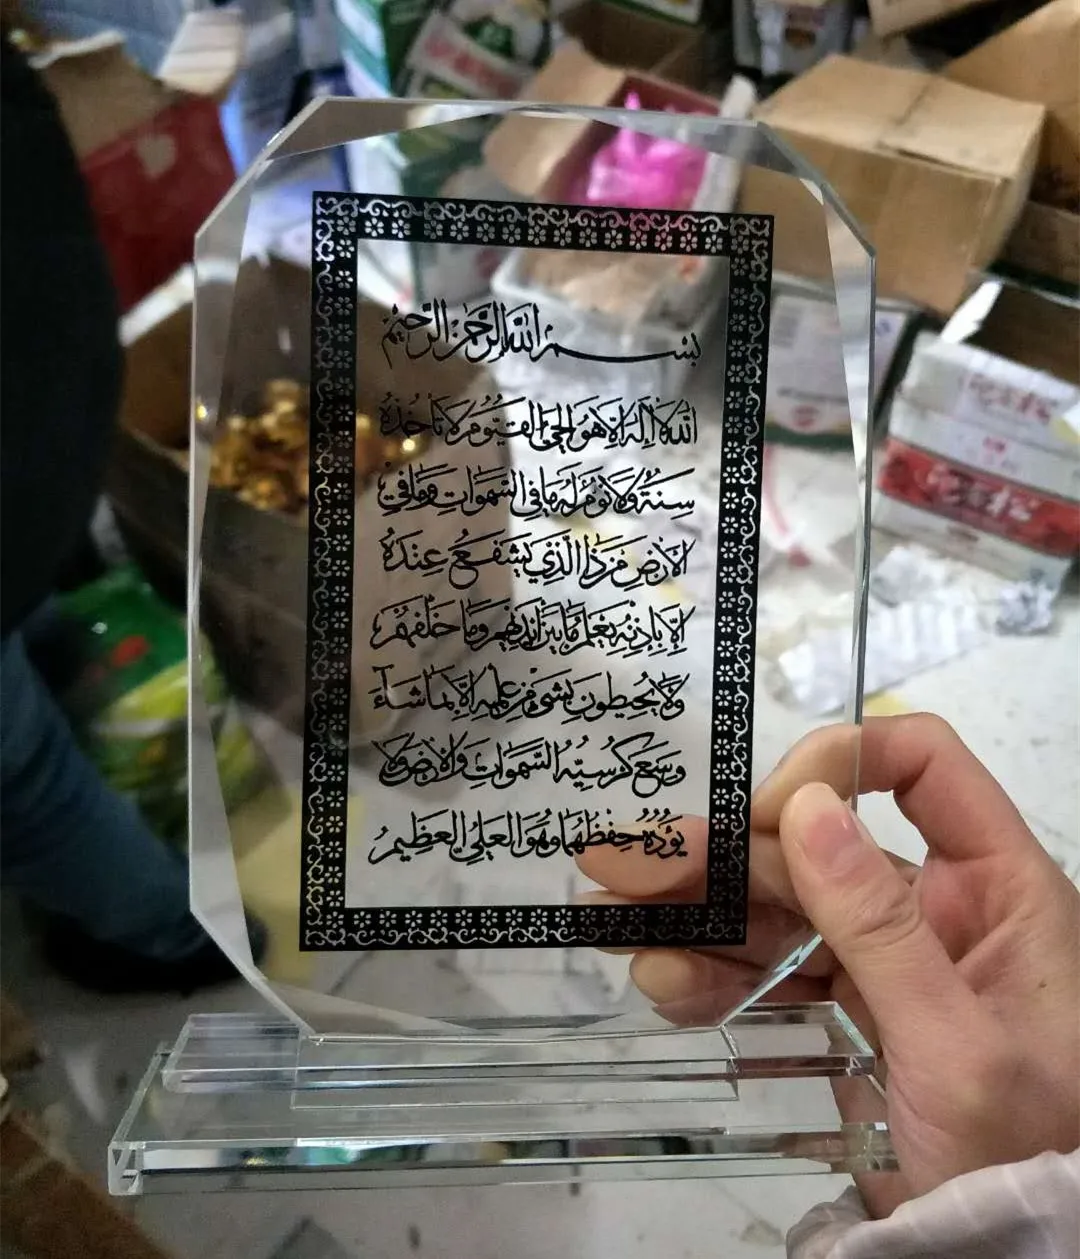 بسم الله الرحمن الرحيم
الله لا إله إلا هو الحي القيوم لا تأخذه
سنة ولا نوم له ما في السموات وما في
الأرض من ذا الذي يشفع عنده
إلا بإذنه يعلم ما بين أيديهم وما خلفهم
ولا يحيطون بشيء من علمه إلا بما شاء
وسع كرسيه السموات والأرض ولا
يؤده حفظهما وهو العلي العظيم